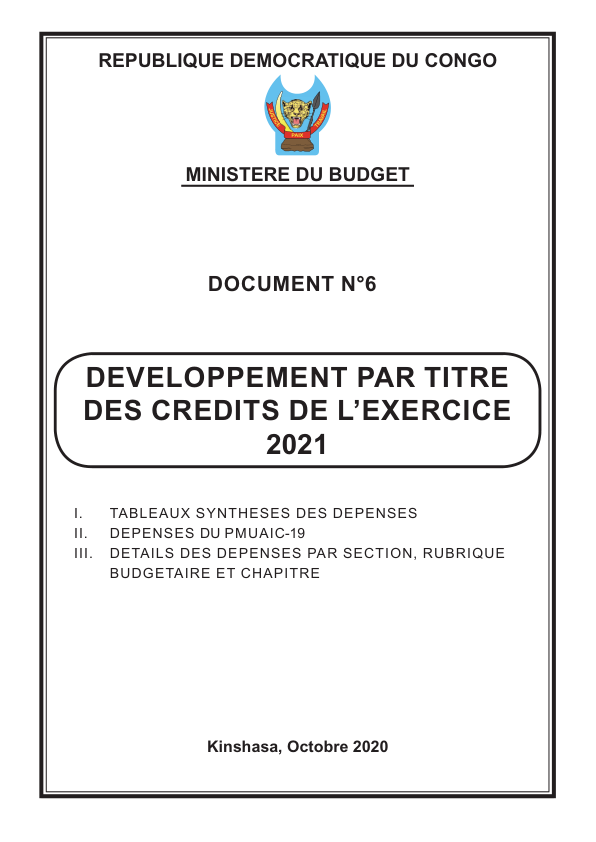 REPUBLIQUE DEMOCRATIQUE DU CONGO
JUSTICE PAIX TRAVAIL
MINISTERE DU BUDGET
DOCUMENT N°6
DEVELOPPEMENT PAR TITRE
DES CREDITS DE L’EXERCICE
2021
I. TABLEAUX SYNTHESES DES DEPENSES
II. DEPENSES DU PMUAIC-19
III. DETAILS DES DEPENSES PAR SECTION, RUBRIQUE
BUDGETAIRE ET CHAPITRE
Kinshasa, Octobre 2020